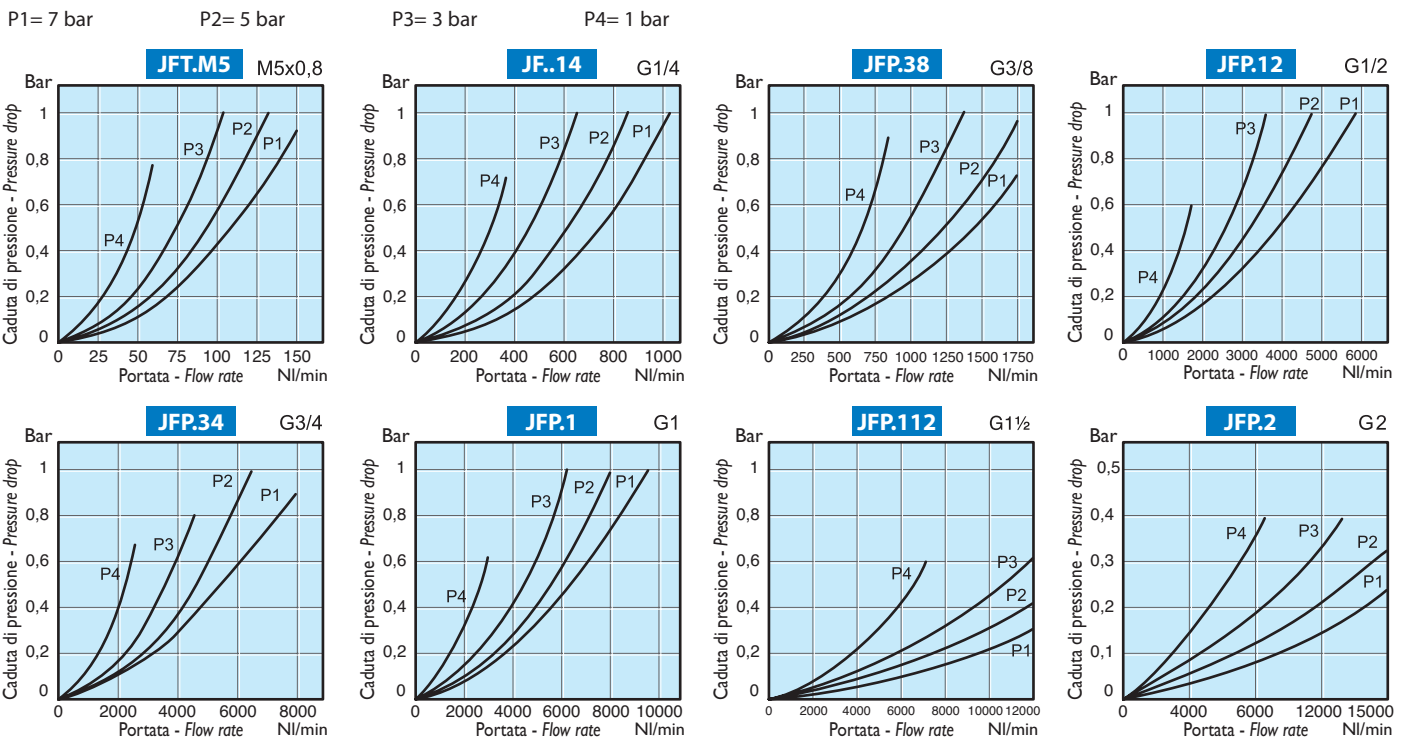 P1= 7 bar P2= 5 bar P3= 3 bar P4= 1 bar
JFT.M5 M5x0,8
Bar
Caduta di pressione - Pressure drop
1
0,8
0,6
0,4
0,2
0
P4 P3 P2 P1
0 25 50 75 100 125 150
Portata - Flow rate Nl/min
JF..14 G1/4
Bar
Caduta di pressione - Pressure drop
1
0,8
0,6
0,4
0,2
0
P4 P3 P2 P1
0 200 400 600 800 1000
Portata - Flow rate Nl/min
JFP.38 G3/8
Bar
Caduta di pressione - Pressure drop
1
0,8
0,6
0,4
0,2
0
P4 P3 P2 P1
0 250 500 750 1000 1250 1500 1750
Portata - Flow rate Nl/min
JFP.12 G1/2
Bar
Caduta di pressione - Pressure drop
1
0,8
0,6
0,4
0,2
0
P4 P3 P2 P1
0 1000 2000 3000 4000 5000 6000
Portata - Flow rate Nl/min
JFP.34 G3/4
Bar
Caduta di pressione - Pressure drop
1
0,8
0,6
0,4
0,2
0
P4 P3 P2 P1
0 2000 4000 6000 8000
Portata - Flow rate Nl/min
JFP.1 G1
Bar
Caduta di pressione - Pressure drop
1
0,8
0,6
0,4
0,2
0
P4 P3 P2 P1
0 2000 4000 6000 8000 10000
Portata - Flow rate Nl/min
JFP.112 G1½
Bar
Caduta di pressione - Pressure drop
1
0,8
0,6
0,4
0,2
0
P4 P3 P2 P1
0 2000 4000 6000 8000 10000 12000
Portata - Flow rate Nl/min
JFP.2 G2
Bar
Caduta di pressione - Pressure drop
0,5
0,4
0,3
0,2
0,1
0
P4 P3 P2 P1
0 4000 6000 12000 15000
Portata - Flow rate Nl/min